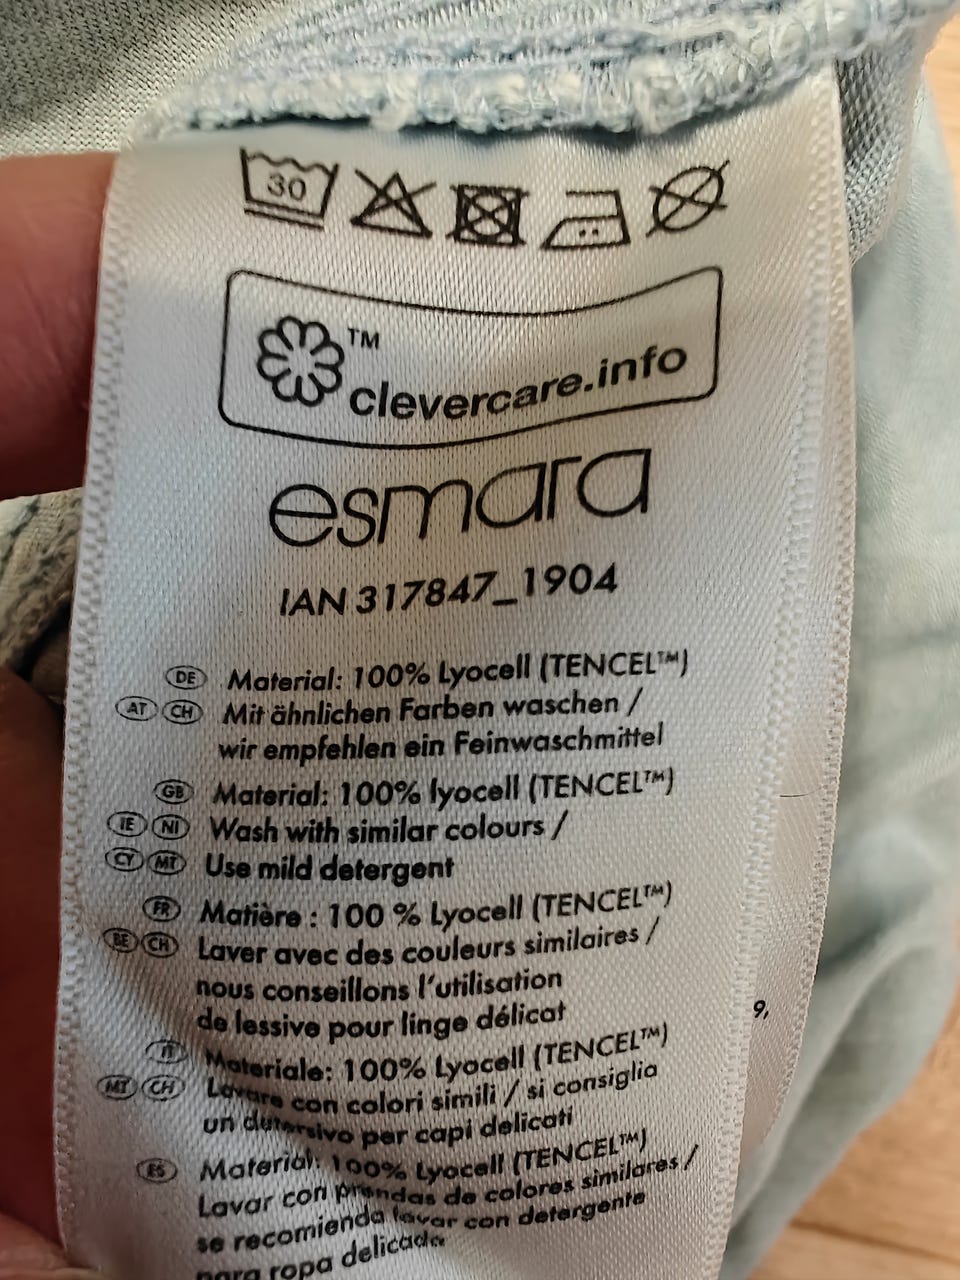 30
™
clevercare.info
esmara
IAN 317847_1904
DE Material: 100% Lyocell (TENCEL™)
AT CH Mit ähnlichen Farben waschen /
wir empfehlen ein Feinwaschmittel
GB Material: 100% lyocell (TENCEL™)
IE NI Wash with similar colours /
CY MT Use mild detergent
FR Matière : 100 % Lyocell (TENCEL™)
BE CH Laver avec des couleurs similaires /
nous conseillons l'utilisation
de lessive pour linge délicat
IT Materiale: 100% Lyocell (TENCEL™)
MT CH Lavare con colori simili / si consiglia
un detersivo per capi delicati
ES Material: 100% Lyocell (TENCEL™)
Lavar con prendas de colores similares /
se recomienda lavar con detergente
para ropa delicada
9,